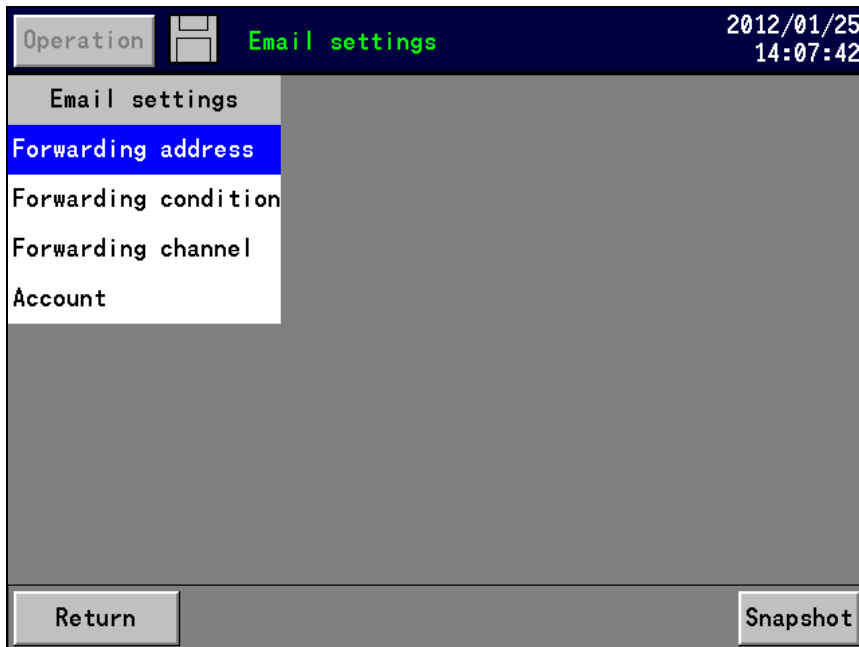 Operation
Email settings
2012/01/25
14:07:42
Email settings
Forwarding address
Forwarding condition
Forwarding channel
Account
Return
Snapshot